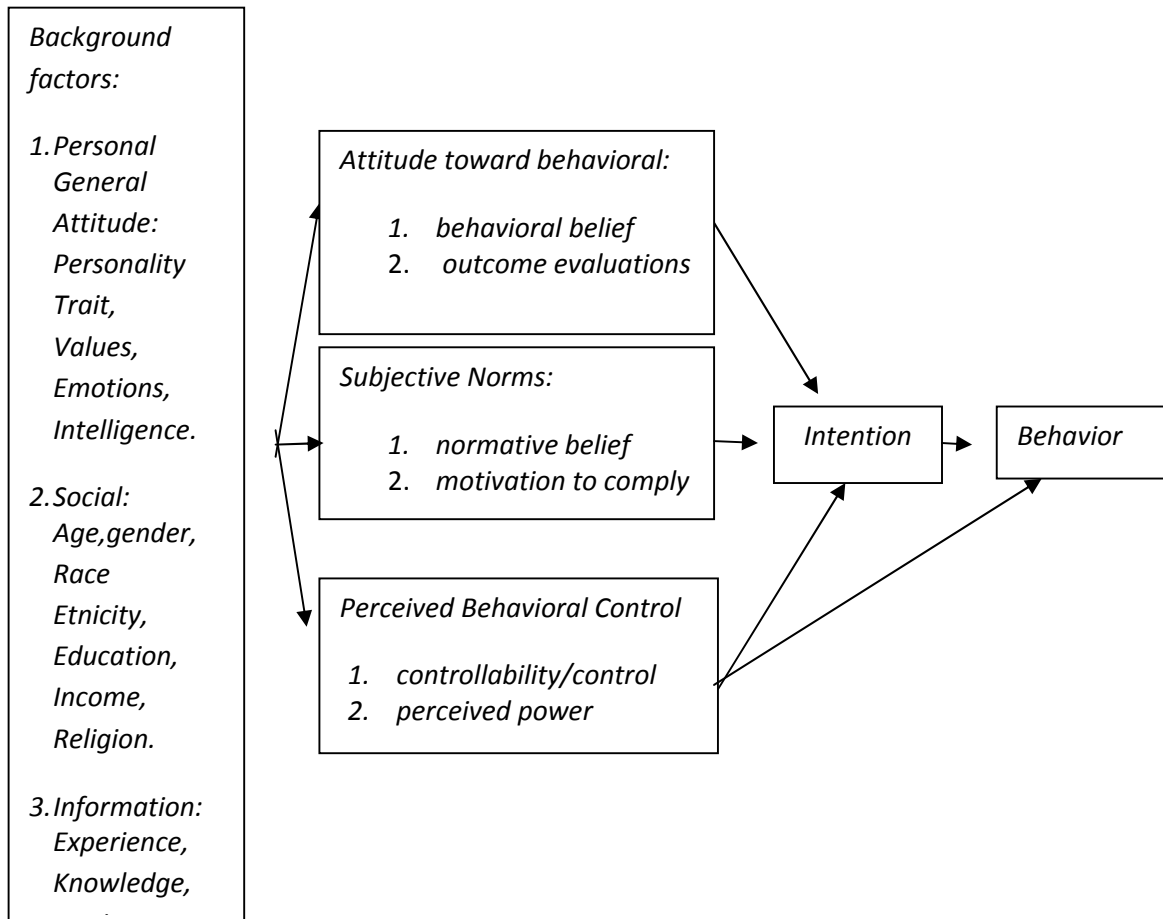 Background
factors:
1. Personal
General
Attitude:
Personality
Trait,
Values,
Emotions,
Intelligence.
2. Social:
Age,gender,
Race
Etnicity,
Education,
Income,
Religion.
3. Information:
Experience,
Knowledge,
Attitude toward behavioral:
1. behavioral belief
2. outcome evaluations
Subjective Norms:
1. normative belief
2. motivation to comply
Perceived Behavioral Control
1. controllability/control
2. perceived power
Intention
Behavior